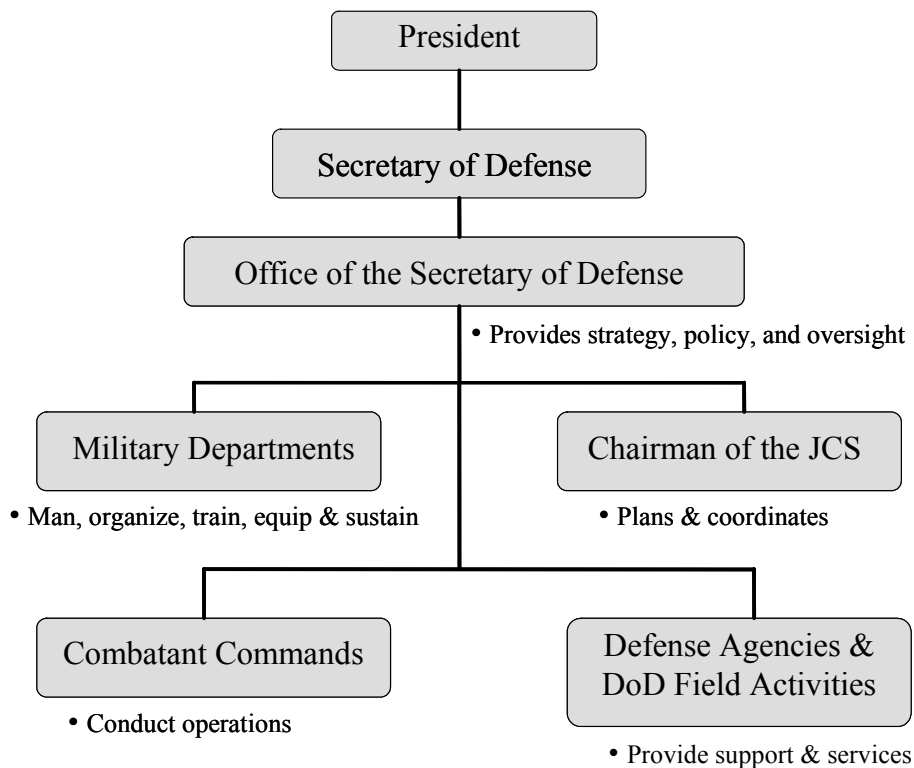 President
Secretary of Defense
Office of the Secretary of Defense
• Provides strategy, policy, and oversight
Military Departments
• Man, organize, train, equip & sustain
Chairman of the JCS
• Plans & coordinates
Combatant Commands
• Conduct operations
Defense Agencies &
DoD Field Activities
• Provide support & services